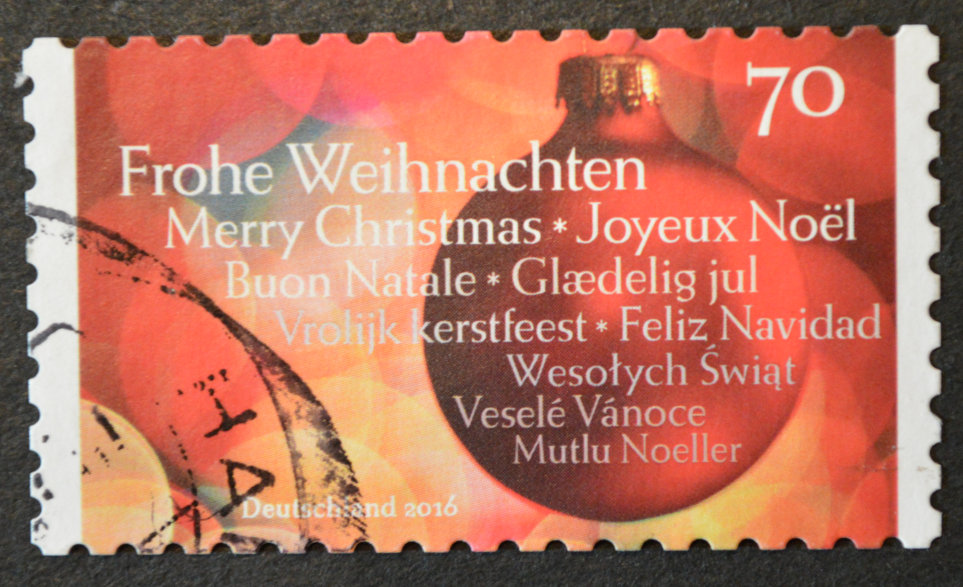 70
Frohe Weihnachten
Merry Christmas * Joyeux Noël
Buon Natale * Glædelig jul
Vrolijk kerstfeest * Feliz Navidad
Wesołych Świąt
Veselé Vánoce
Mutlu Noeller
Deutschland 2016